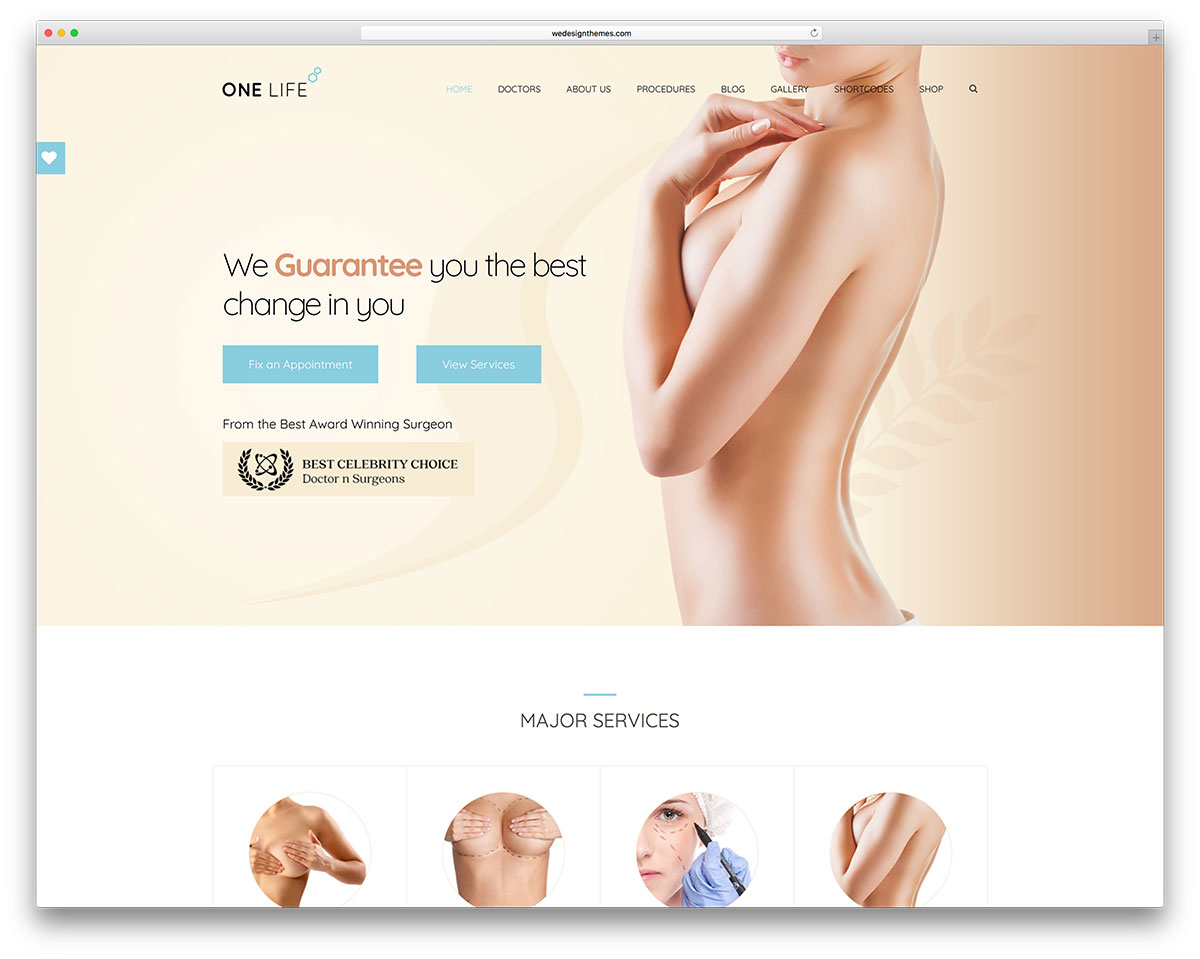 wedesignthemes.com
ONE LIFE
HOME DOCTORS ABOUT US PROCEDURES BLOG GALLERY SHORTCODES SHOP
We Guarantee you the best
change in you
Fix an Appointment View Services
From the Best Award Winning Surgeon
BEST CELEBRITY CHOICE
Doctor n Surgeons
MAJOR SERVICES